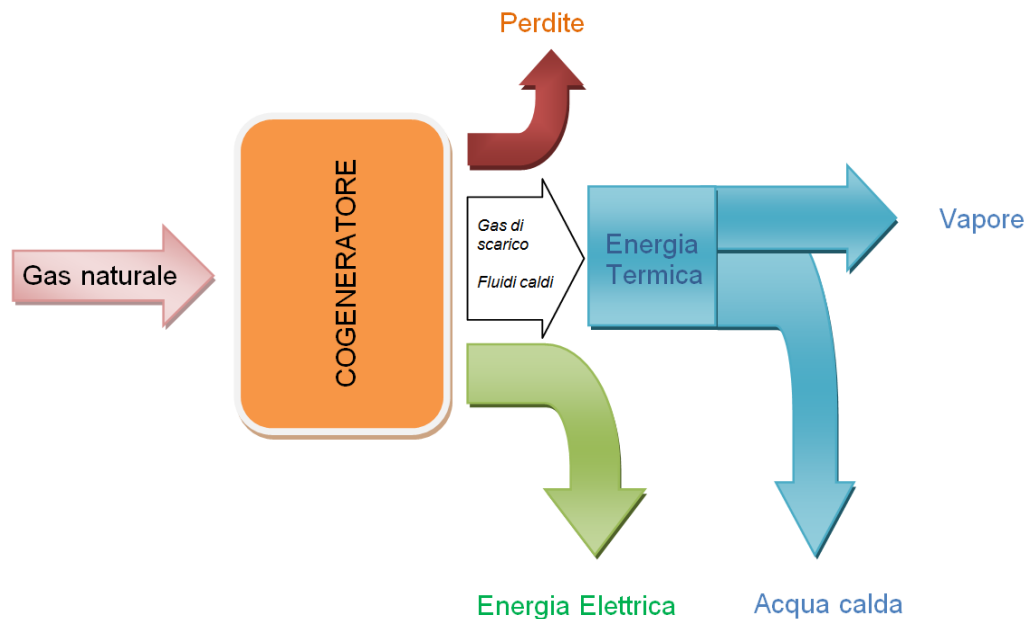 Perdite
Gas naturale
COGENERATORE
Gas di
scarico
Fluidi caldi
Energia
Termica
Vapore
Energia Elettrica
Acqua calda